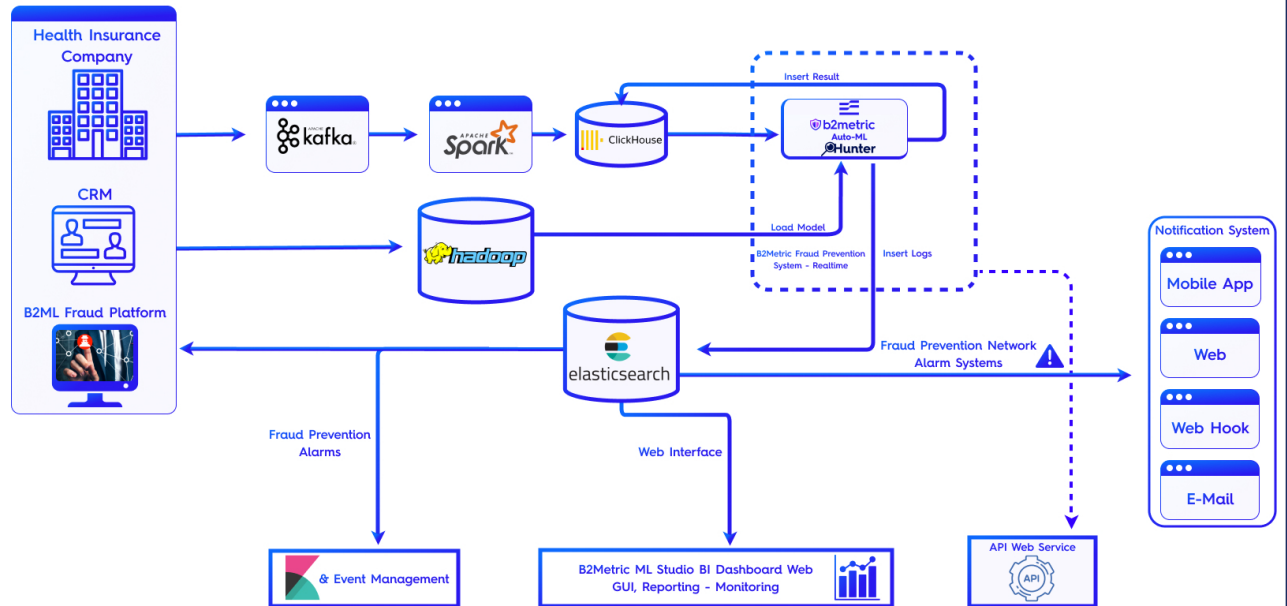 Health Insurance
Company
CRM
B2ML Fraud Platform
APACHE
kafka®
APACHE
Spark™
ClickHouse
Insert Result
b2metric
Auto-ML
Hunter
hadoop
Load Model
B2Metric Fraud Prevention
System - Realtime
Insert Logs
elasticsearch
Fraud Prevention Network
Alarm Systems
Notification System
Mobile App
Web
Web Hook
E-Mail
Fraud Prevention
Alarms
Web Interface
& Event Management
B2Metric ML Studio BI Dashboard Web
GUI, Reporting - Monitoring
API Web Service
API